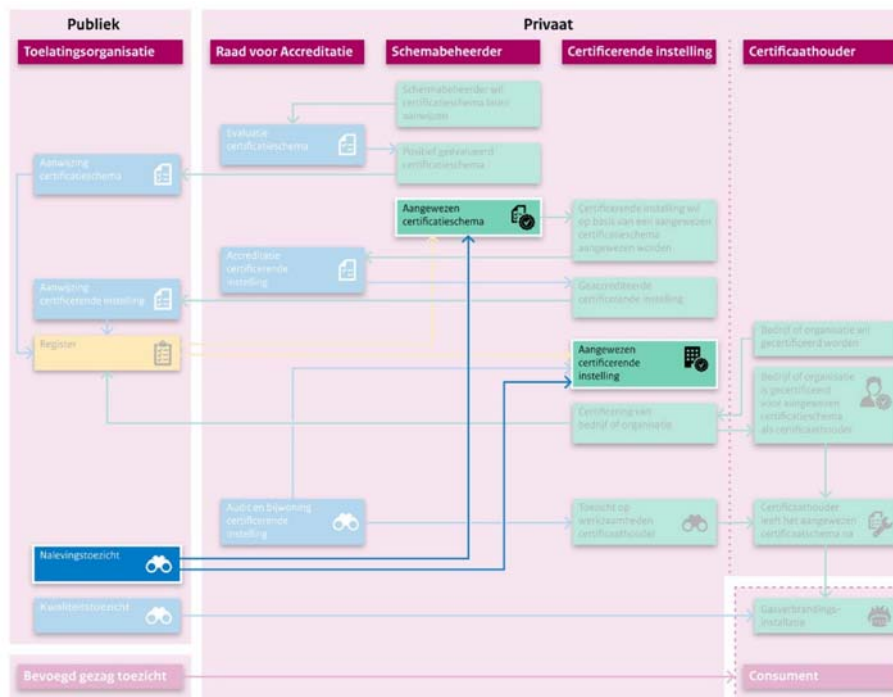 Publiek
Privaat
Toelatingsorganisatie
Raad voor Accreditatie
Schemabeheerder
Certificerende instelling
Certificaathouder
Schemabeheerder wil
certificatieschema laten
aanwijzen
Evaluatie
certificatieschema
Positief geëvalueerd
certificatieschema
Aanwijzing
certificatieschema
Aangewezen
certificatieschema
Certificerende instelling wil
op basis van een aangewezen
certificatieschema
aangewezen worden
Accreditatie
certificerende
instelling
Geaccrediteerde
certificerende instelling
Aanwijzing
certificerende instelling
Register
Aangewezen
certificerende
instelling
Bedrijf of organisatie wil
gecertificeerd worden
Bedrijf of organisatie
is gecertificeerd
voor aangewezen
certificatieschema
als certificaathouder
Certificering van
bedrijf of organisatie
Audit en bijwoning
certificerende
instelling
Toezicht op
werkzaamheden
certificaathouder
Certificaathouder
leeft het aangewezen
certificatieschema na
Nalevingstoezicht
Kwaliteitstoezicht
Gasverbrandings-
installatie
Bevoegd gezag toezicht
Consument